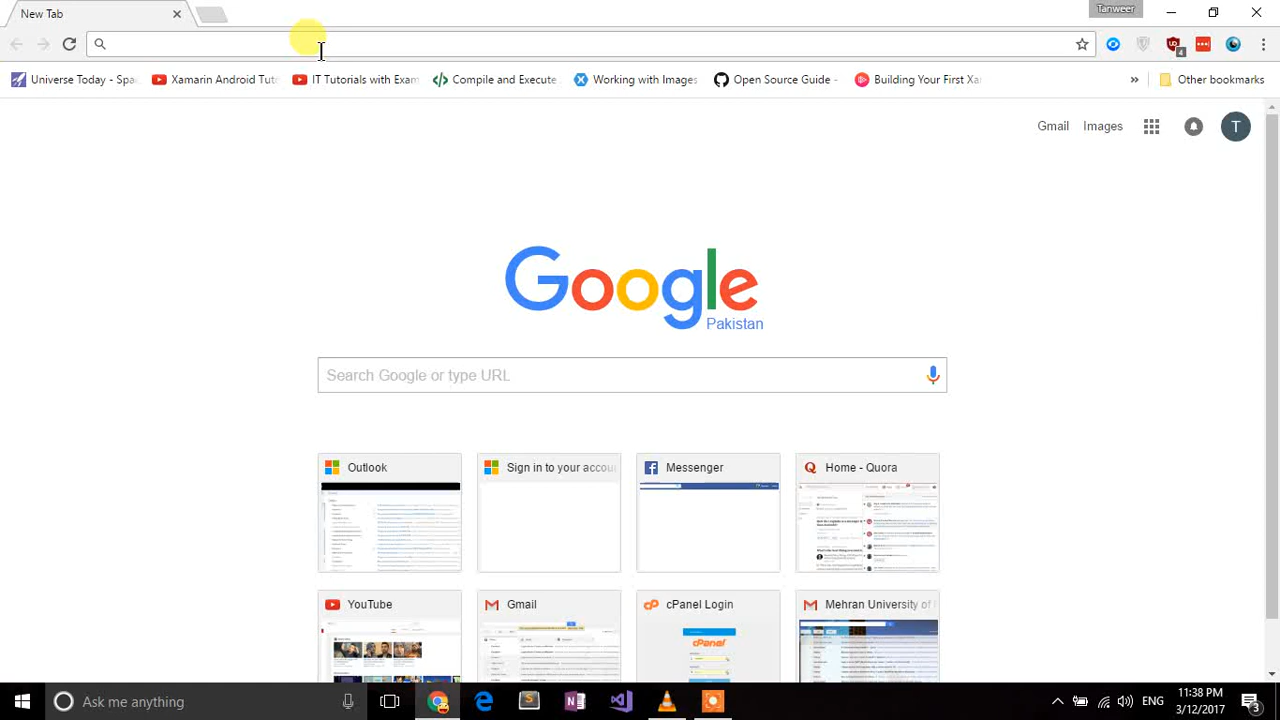 New Tab
Tanweer
Universe Today - Spa
Xamarin Android Tut
IT Tutorials with Exam
Compile and Execute
Working with Images
Open Source Guide -
Building Your First Xa
»
Other bookmarks
Gmail
Images
T
Google
Pakistan
Search Google or type URL
Outlook
Sign in to your accou
Messenger
Home - Quora
YouTube
Gmail
cPanel Login
Mehran University of
cPanel
Ask me anything
ENG
11:38 PM
3/12/2017
3